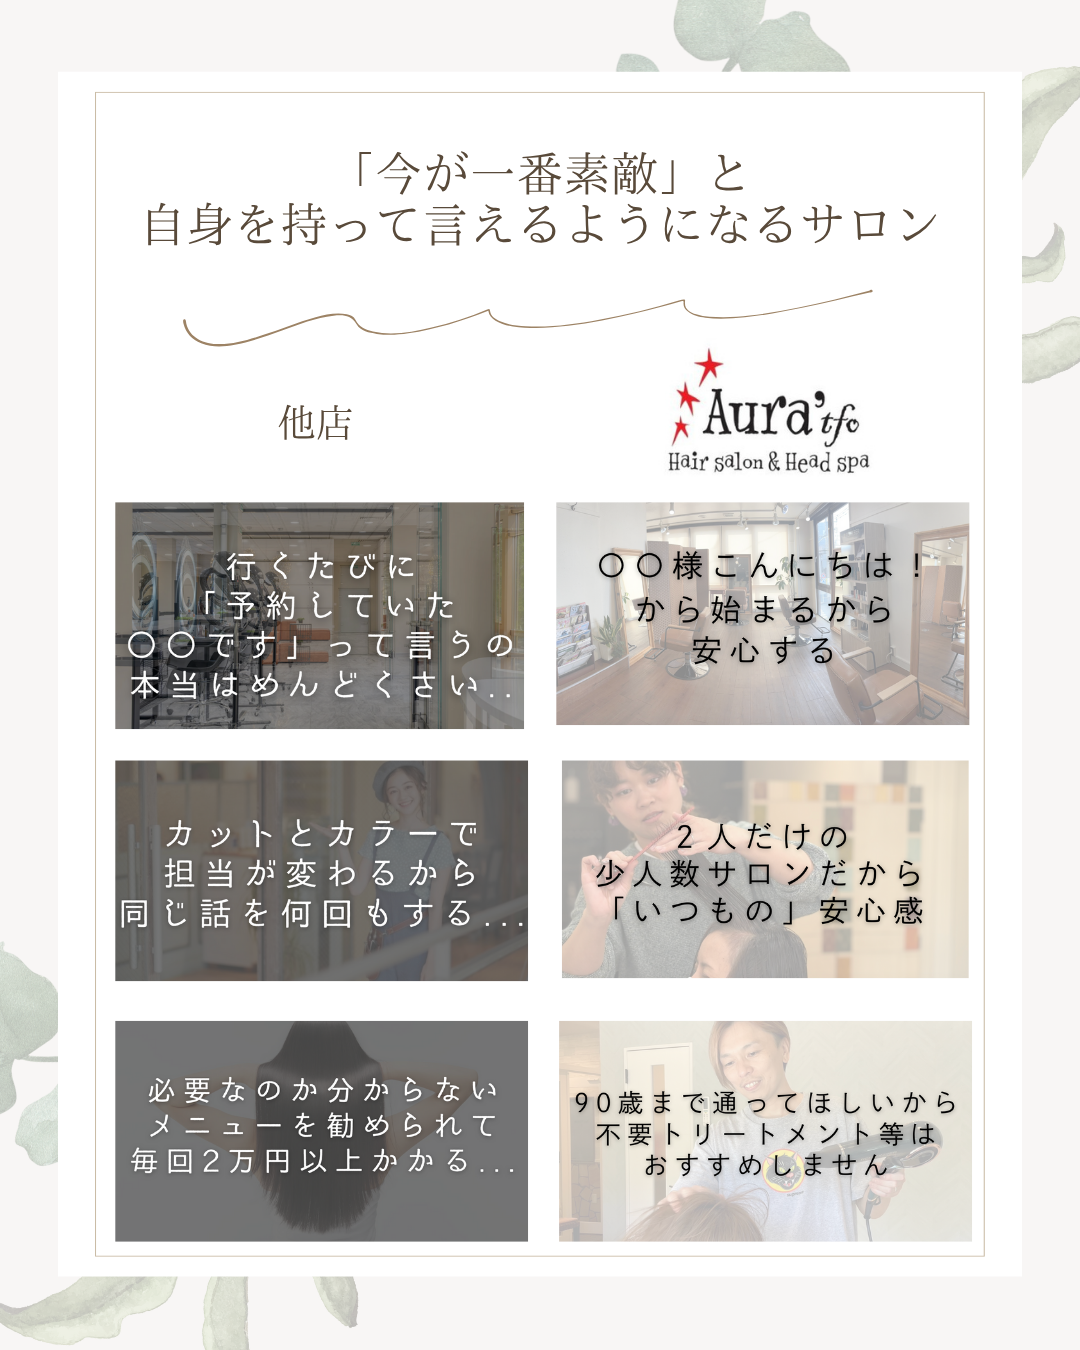 「今が一番素敵」と
自身を持って言えるようになるサロン
他店
Aura'tfo
Hair salon & Head spa
行くたびに
「予約していた
〇〇です」って言うの
本当はめんどくさい..
〇〇様こんにちは！
から始まるから
安心する
カットとカラーで
担当が変わるから
同じ話を何回もする...
2人だけの
少人数サロンだから
「いつもの」安心感
必要なのか分からない
メニューを勧められて
毎回2万円以上かかる...
90歳まで通ってほしいから
不要トリートメント等は
おすすめしません